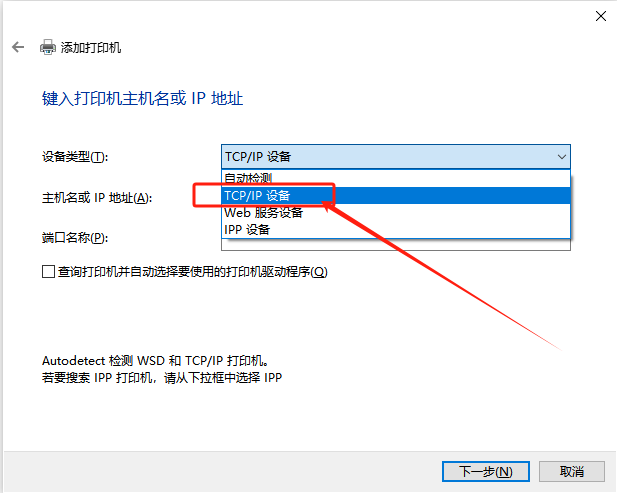 添加打印机
键入打印机主机名或 IP 地址
设备类型(T):
TCP/IP 设备
自动检测
主机名或 IP 地址(A):
TCP/IP 设备
Web 服务设备
端口名称(P):
IPP 设备
查询打印机并自动选择要使用的打印机驱动程序(Q)
Autodetect 检测 WSD 和 TCP/IP 打印机。
若要搜索 IPP 打印机，请从下拉框中选择 IPP
下一步(N)
取消